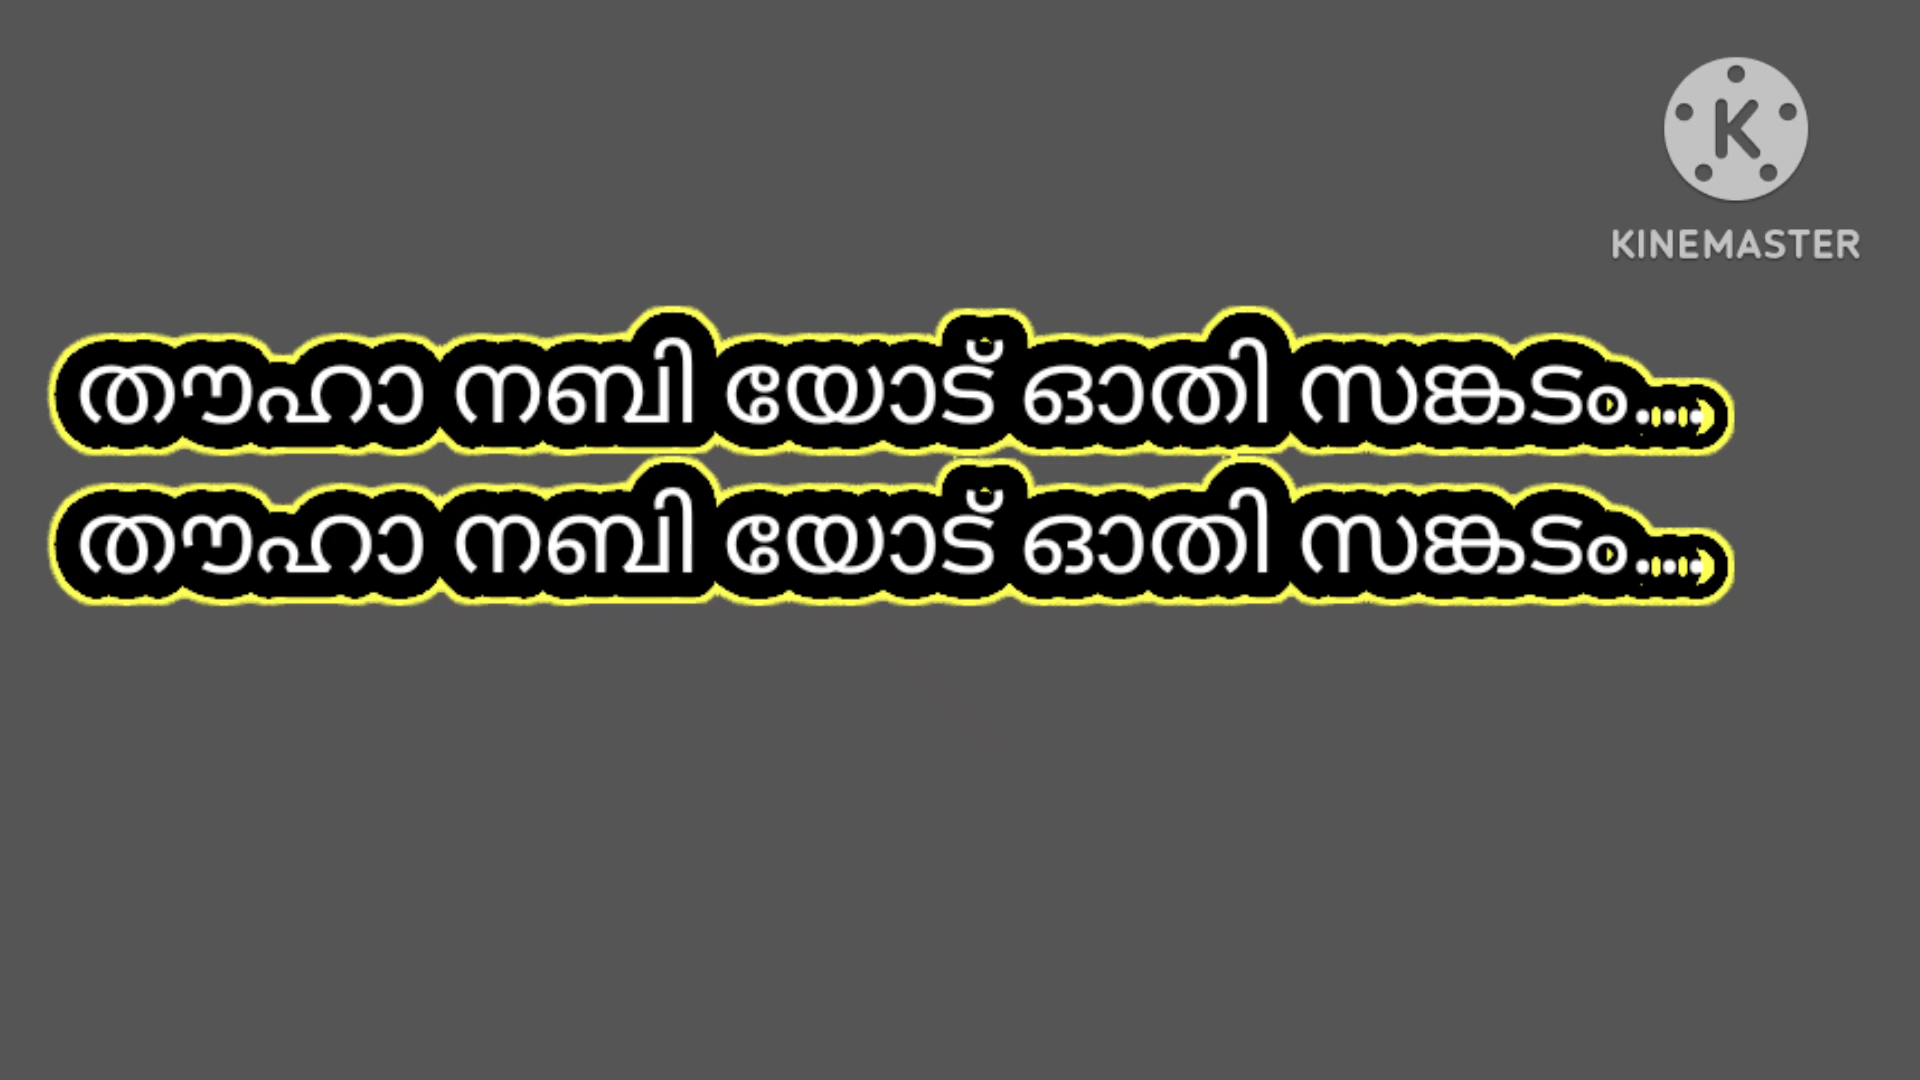 KINEMASTER
തൗഹാ നബി യോട് ഓതി സങ്കടം....
തൗഹാ നബി യോട് ഓതി സങ്കടം....